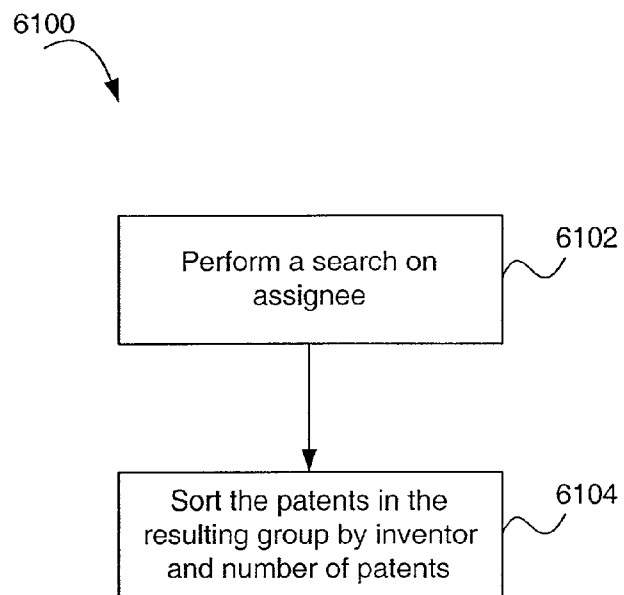 6100
Perform a search on
assignee
6102
Sort the patents in the
resulting group by inventor
and number of patents
6104